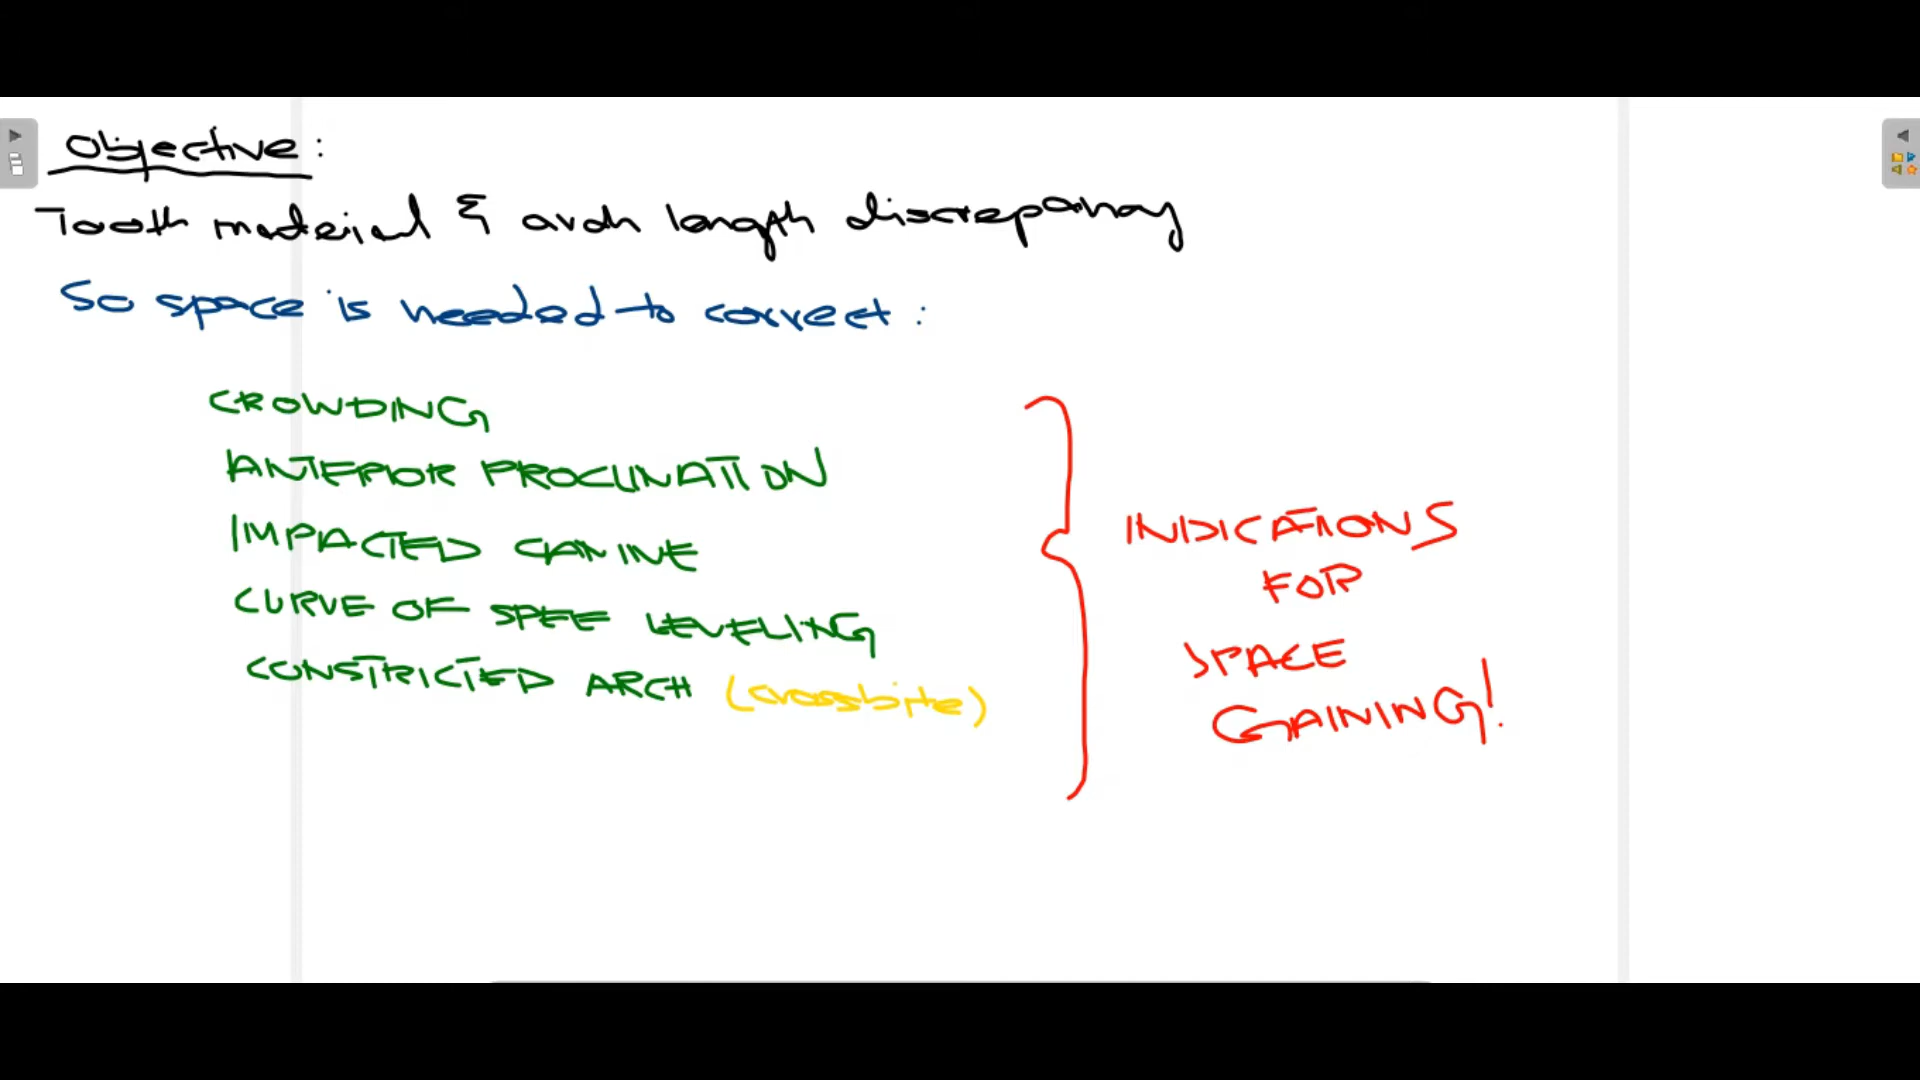 Objective:
Tooth material & arch length discrepancy
So space is needed to correct:
CROWDING
ANTERIOR PROCLINATION
IMPACTED CANINE
CURVE OF SPEE LEVELING
CONSTRICTED ARCH (crossbite)
INDICATIONS
FOR
SPACE
GAINING!